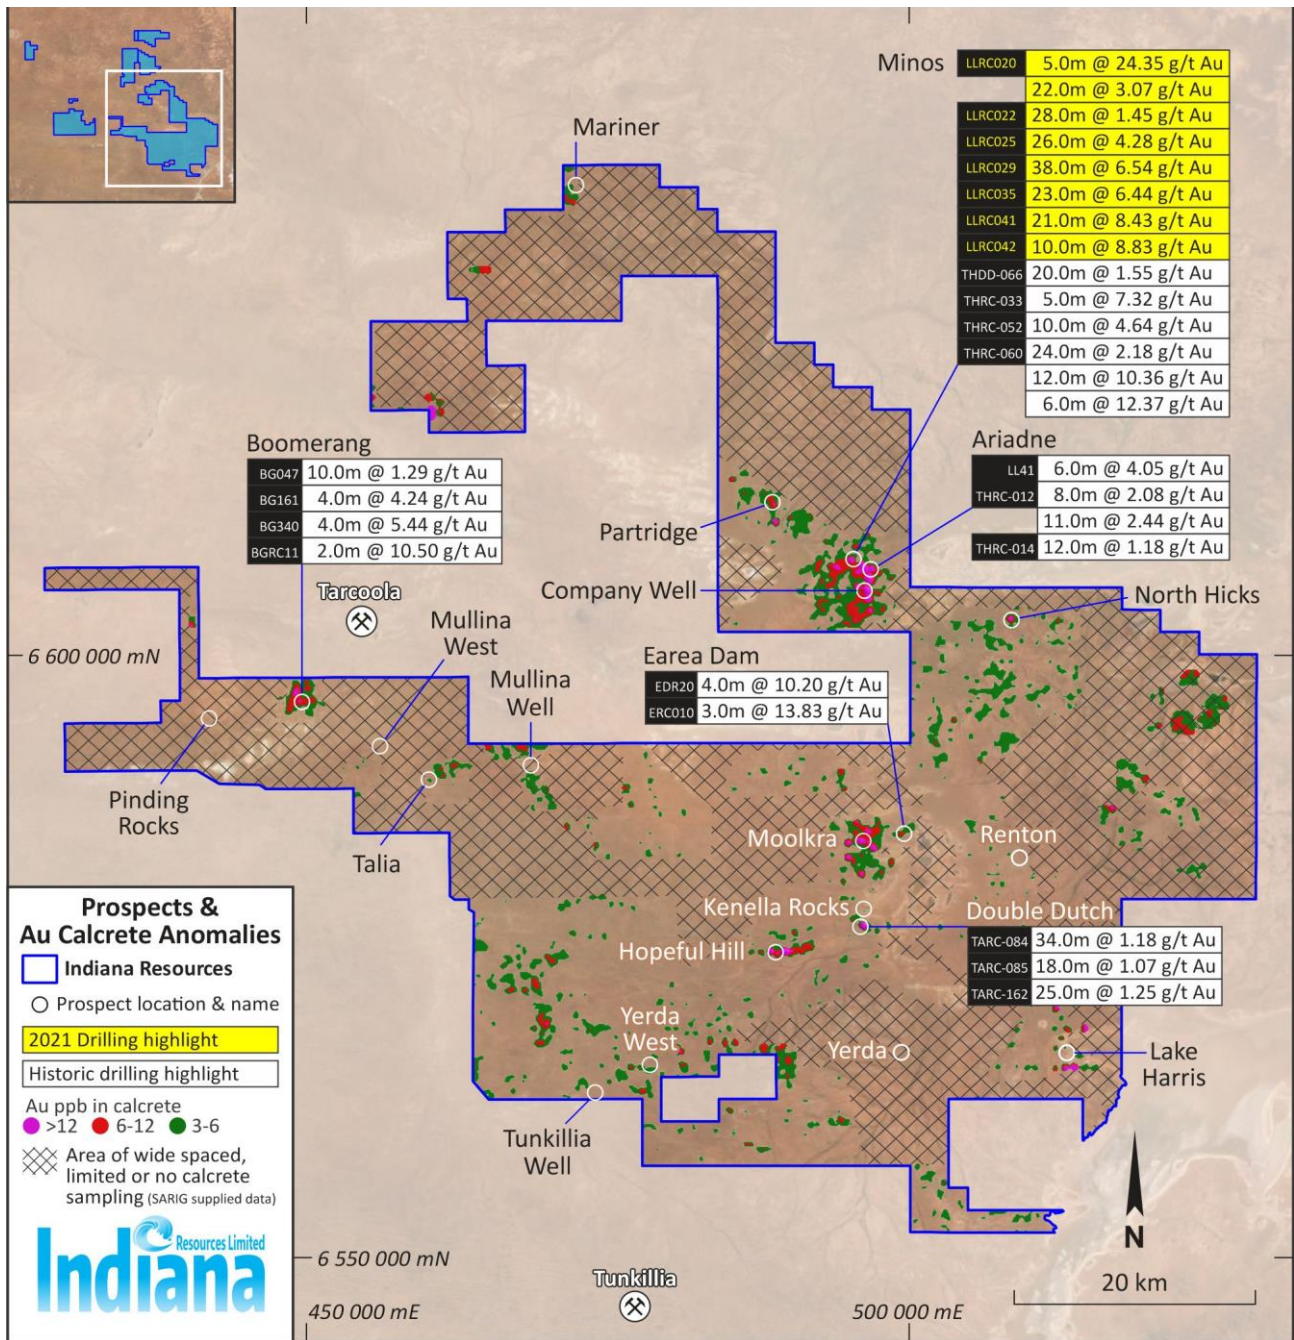 Minos
LLRC020 5.0m @ 24.35 g/t Au
22.0m @ 3.07 g/t Au
LLRC022 28.0m @ 1.45 g/t Au
LLRC025 26.0m @ 4.28 g/t Au
LLRC029 38.0m @ 6.54 g/t Au
LLRC035 23.0m @ 6.44 g/t Au
LLRC041 21.0m @ 8.43 g/t Au
LLRC042 10.0m @ 8.83 g/t Au
THDD-066 20.0m @ 1.55 g/t Au
THRC-033 5.0m @ 7.32 g/t Au
THRC-052 10.0m @ 4.64 g/t Au
THRC-060 24.0m @ 2.18 g/t Au
12.0m @ 10.36 g/t Au
6.0m @ 12.37 g/t Au
Mariner
Ariadne
LL41 6.0m @ 4.05 g/t Au
THRC-012 8.0m @ 2.08 g/t Au
11.0m @ 2.44 g/t Au
THRC-014 12.0m @ 1.18 g/t Au
Boomerang
BG047 10.0m @ 1.29 g/t Au
BG161 4.0m @ 4.24 g/t Au
BG340 4.0m @ 5.44 g/t Au
BGRC11 2.0m @ 10.50 g/t Au
Partridge
Company Well
Tarcoola
North Hicks
Mullina
West
6 600 000 mN
Mullina
Well
Earea Dam
EDR20 4.0m @ 10.20 g/t Au
ERC010 3.0m @ 13.83 g/t Au
Pinding
Rocks
Talia
Moolkra
Renton
Kenella Rocks
Double Dutch
TARC-084 34.0m @ 1.18 g/t Au
TARC-085 18.0m @ 1.07 g/t Au
TARC-162 25.0m @ 1.25 g/t Au
Hopeful Hill
Yerda
West
Yerda
Lake
Harris
Tunkillia
Well
Prospects &
Au Calcrete Anomalies
Indiana Resources
Prospect location & name
2021 Drilling highlight
Historic drilling highlight
Au ppb in calcrete
>12 6-12 3-6
Area of wide spaced,
limited or no calcrete
sampling (SARIG supplied data)
Resources Limited
Indiana
6 550 000 mN
450 000 mE
Tunkillia
500 000 mE
N
20 km